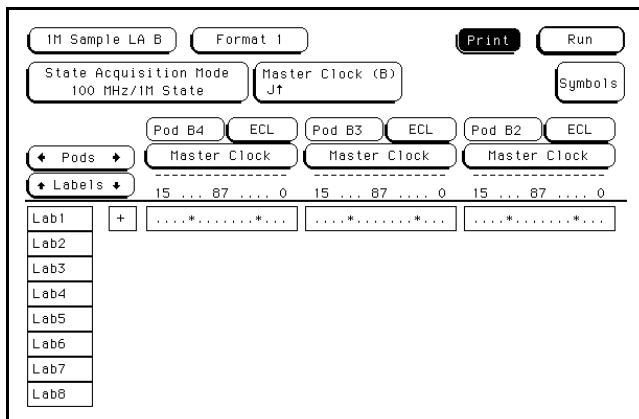 1M Sample LA B Format 1 Print Run
State Acquisition Mode
100 MHz/1M State
Master Clock (B)
J↑
Symbols
Pod B4 ECL Pod B3 ECL Pod B2 ECL
← Pods → Master Clock Master Clock Master Clock
↑ Labels ↓ ---------------- ---------------- ----------------
15 ... 87 .... 0 15 ... 87 .... 0 15 ... 87 .... 0
Lab1 + ....*.......*... ....*.......*... ....*.......*...
Lab2
Lab3
Lab4
Lab5
Lab6
Lab7
Lab8